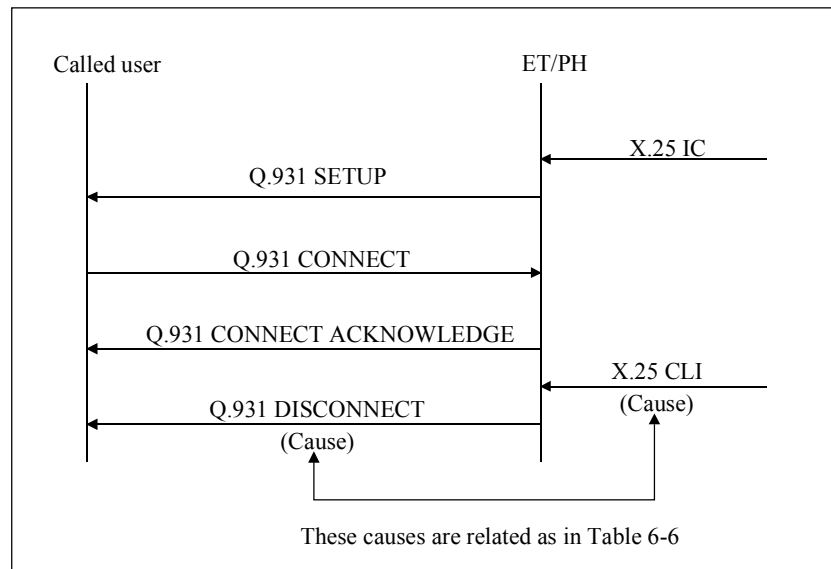 Called user
ET/PH
X.25 IC
Q.931 SETUP
Q.931 CONNECT
Q.931 CONNECT ACKNOWLEDGE
X.25 CLI
(Cause)
Q.931 DISCONNECT
(Cause)
These causes are related as in Table 6-6